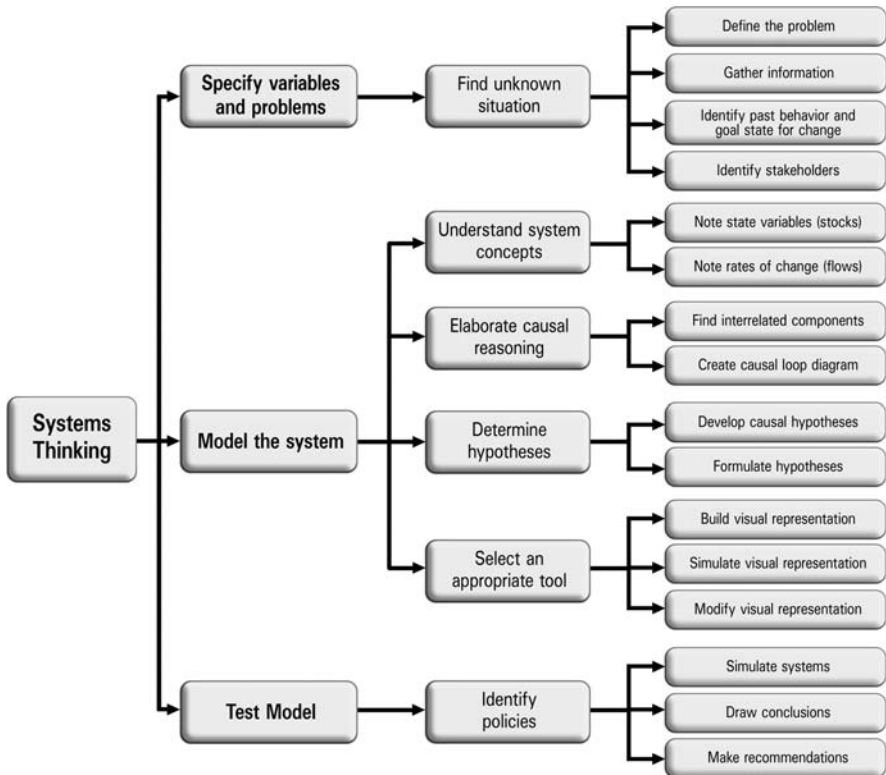 Define the problem
Specify variables
and problems
Find unknown
situation
Gather information
Identify past behavior and
goal state for change
Identify stakeholders
Understand system
concepts
Note state variables (stocks)
Note rates of change (flows)
Elaborate causal
reasoning
Find interrelated components
Create causal loop diagram
Systems
Thinking
Model the system
Determine
hypotheses
Develop causal hypotheses
Formulate hypotheses
Select an
appropriate tool
Build visual representation
Simulate visual representation
Modify visual representation
Test Model
Identify
policies
Simulate systems
Draw conclusions
Make recommendations